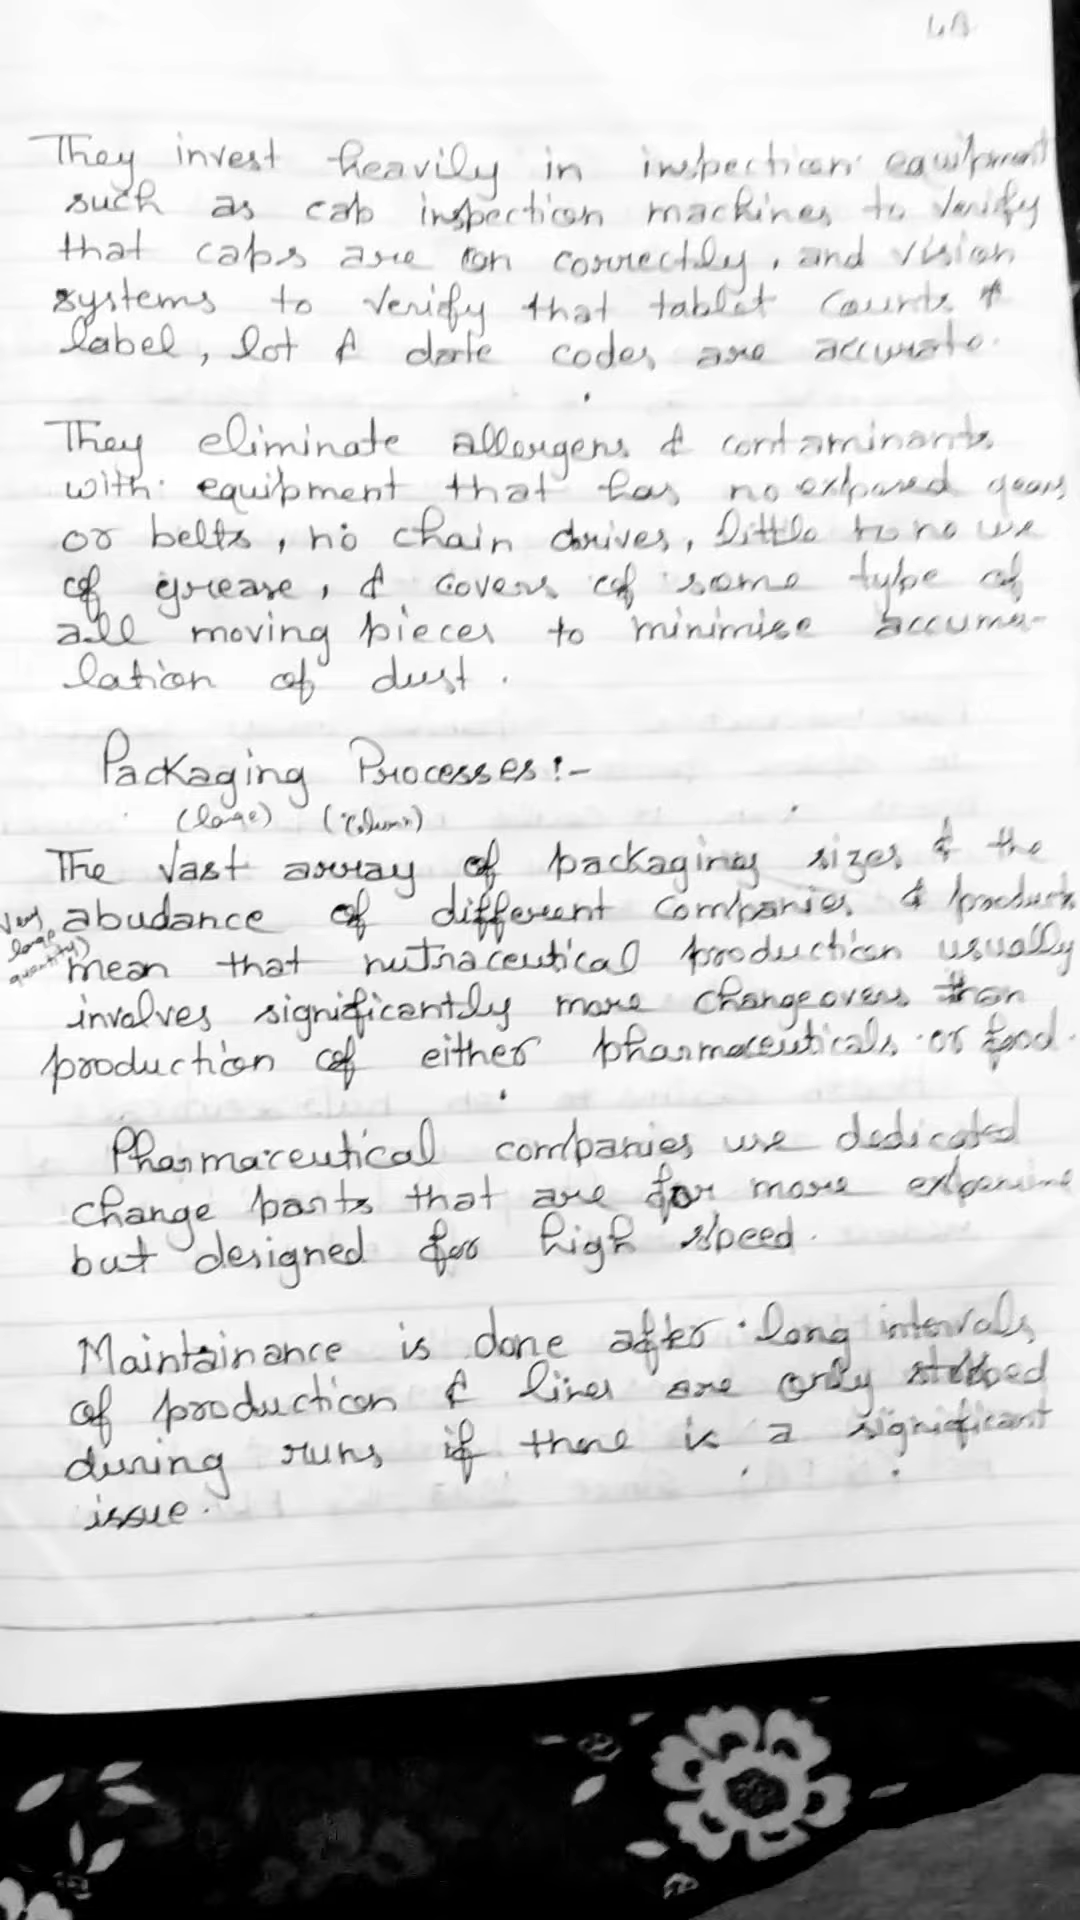 They invest heavily in inspection equipment
such as cap inspection machines to verify
that caps are on correctly, and vision
systems to verify that tablet counts &
label, lot & date codes are accurate.
They eliminate allergens & contaminants
with equipment that has no exposed gears
or belts, no chain drives, little to no use
of grease, & covers of some type of
all moving pieces to minimise accumu-
lation of dust.
Packaging Processes:-
(large) (column)
The vast array of packaging sizes & the
abudance of different companies & products
(very large quantity)
mean that nutraceutical production usually
involves significantly more changeovers than
production of either pharmaceuticals or food.
Pharmaceutical companies use dedicated
change parts that are far more expensive
but designed for high speed.
Maintainance is done after long intervals
of production & lines are only stopped
during runs if there is a significant
issue.